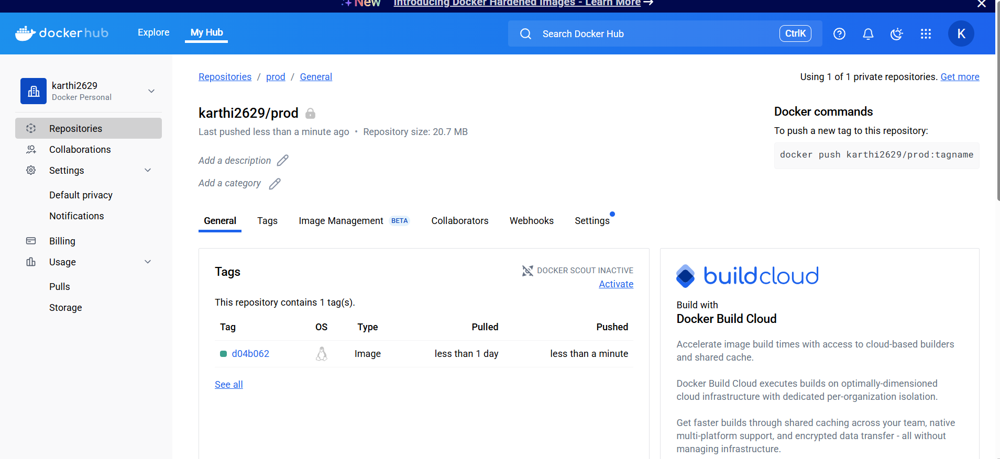 New Introducing Docker Hardened Images - Learn More
dockerhub
Explore
My Hub
Search Docker Hub
CtrlK
K
karthi2629
Docker Personal
Repositories
Collaborations
Settings
Default privacy
Notifications
Billing
Usage
Pulls
Storage
Repositories / prod / General
Using 1 of 1 private repositories. Get more
karthi2629/prod
Last pushed less than a minute ago • Repository size: 20.7 MB
Add a description
Add a category
Docker commands
To push a new tag to this repository:
docker push karthi2629/prod:tagname
General Tags Image Management BETA Collaborators Webhooks Settings
Tags
DOCKER SCOUT INACTIVE
Activate
This repository contains 1 tag(s).
Tag OS Type Pulled Pushed
d04b062 Image less than 1 day less than a minute
See all
buildcloud
Build with
Docker Build Cloud
Accelerate image build times with access to cloud-based builders
and shared cache.
Docker Build Cloud executes builds on optimally-dimensioned
cloud infrastructure with dedicated per-organization isolation.
Get faster builds through shared caching across your team, native
multi-platform support, and encrypted data transfer - all without
managing infrastructure.